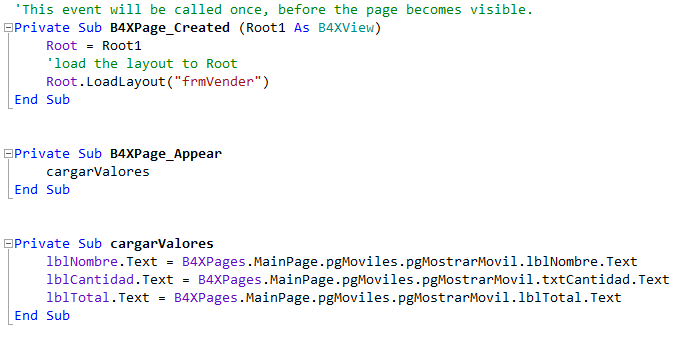 'This event will be called once, before the page becomes visible.
Private Sub B4XPage_Created (Root1 As B4XView)
Root = Root1
'load the layout to Root
Root.LoadLayout("frmVender")
End Sub
Private Sub B4XPage_Appear
cargarValores
End Sub
Private Sub cargarValores
lblNombre.Text = B4XPages.MainPage.pgMoviles.pgMostrarMovil.lblNombre.Text
lblCantidad.Text = B4XPages.MainPage.pgMoviles.pgMostrarMovil.txtCantidad.Text
lblTotal.Text = B4XPages.MainPage.pgMoviles.pgMostrarMovil.lblTotal.Text
End Sub